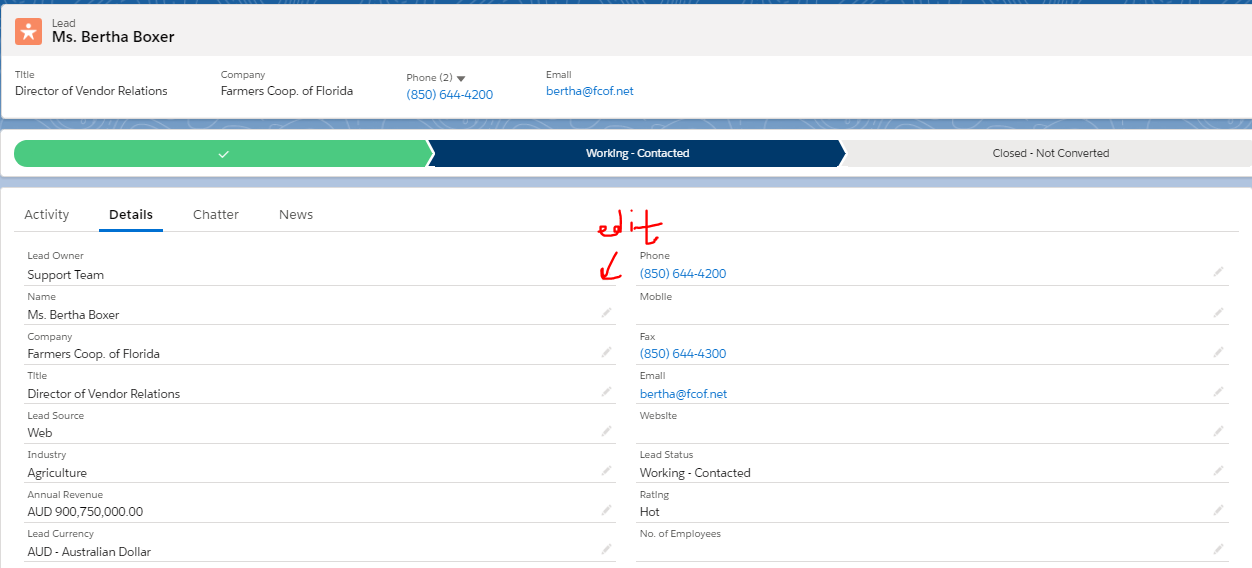 Lead
Ms. Bertha Boxer
Title
Company
Phone (2)
Email
Director of Vendor Relations
Farmers Coop. of Florida
(850) 644-4200
bertha@fcof.net
Working - Contacted
Closed - Not Converted
Activity
Details
Chatter
News
edit
Lead Owner
Support Team
Phone
(850) 644-4200
Name
Ms. Bertha Boxer
Mobile
Company
Farmers Coop. of Florida
Fax
(850) 644-4300
Title
Director of Vendor Relations
Email
bertha@fcof.net
Lead Source
Web
Website
Industry
Agriculture
Lead Status
Working - Contacted
Annual Revenue
AUD 900,750,000.00
Rating
Hot
Lead Currency
AUD - Australian Dollar
No. of Employees